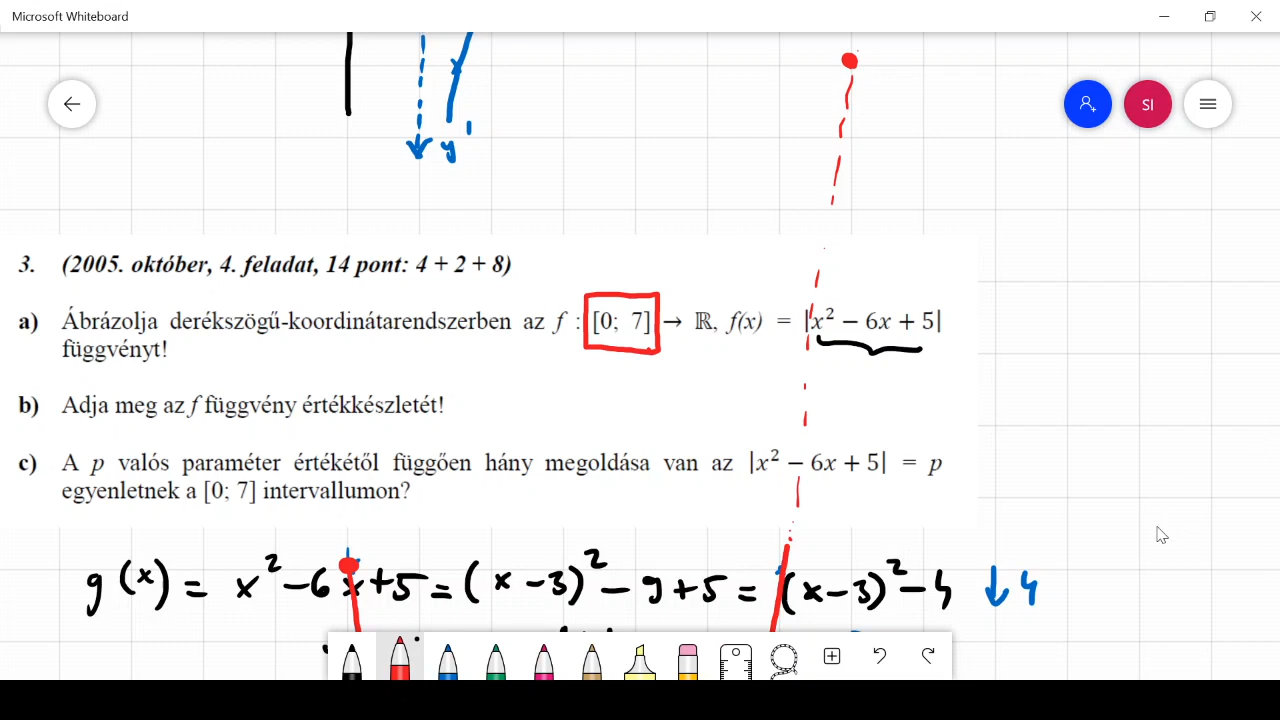 Microsoft Whiteboard
SI
y'
3. (2005. október, 4. feladat, 14 pont: 4 + 2 + 8)
a) Ábrázolja derékszögű-koordinátarendszerben az f : [0; 7] → ℝ, f(x) = |x² − 6x + 5|
függvényt!
b) Adja meg az f függvény értékkészletét!
c) A p valós paraméter értékétől függően hány megoldása van az |x² − 6x + 5| = p
egyenletnek a [0; 7] intervallumon?
g(x) = x² − 6x + 5 = (x − 3)² − 9 + 5 = (x − 3)² − 4 ↓4